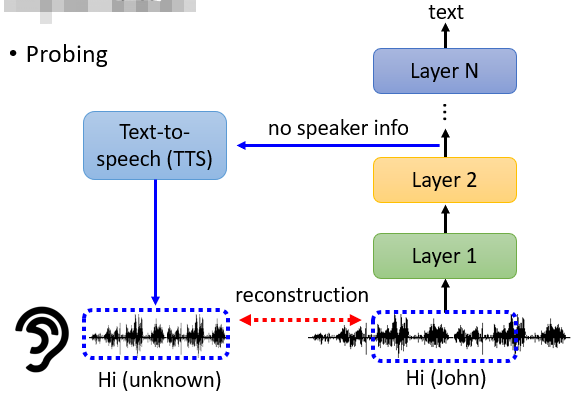 text
• Probing
Layer N
...
Text-to-
speech (TTS)
no speaker info
Layer 2
Layer 1
reconstruction
Hi (unknown)
Hi (John)